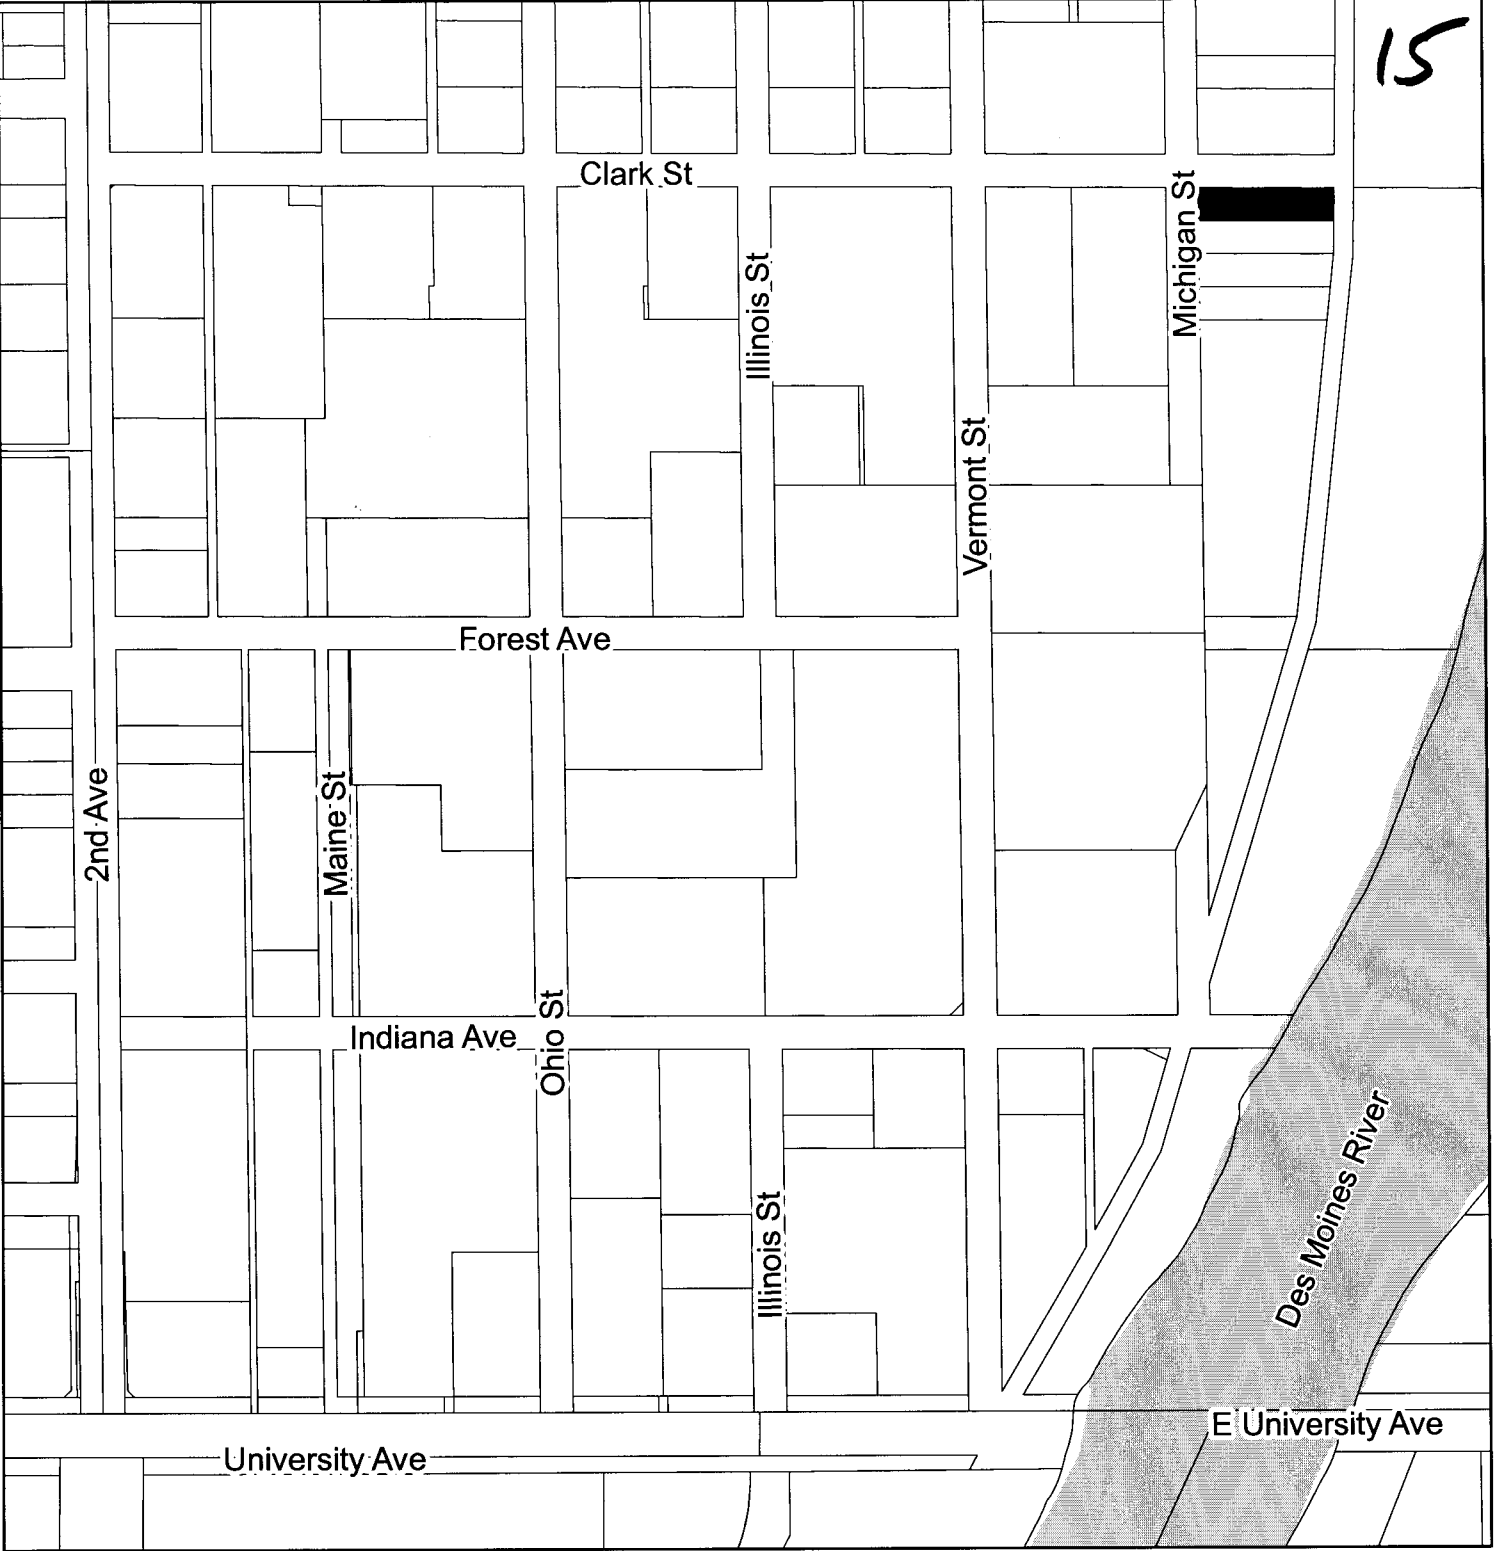 15
Clark St
Michigan St
Illinois St
Vermont St
Forest Ave
2nd Ave
Maine St
Indiana Ave
Ohio St
Des Moines River
Illinois St
E University Ave
University Ave